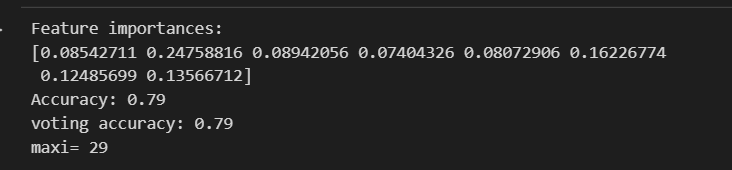 Feature importances:
[0.08542711 0.24758816 0.08942056 0.07404326 0.08072906 0.16226774
0.12485699 0.13566712]
Accuracy: 0.79
voting accuracy: 0.79
maxi= 29